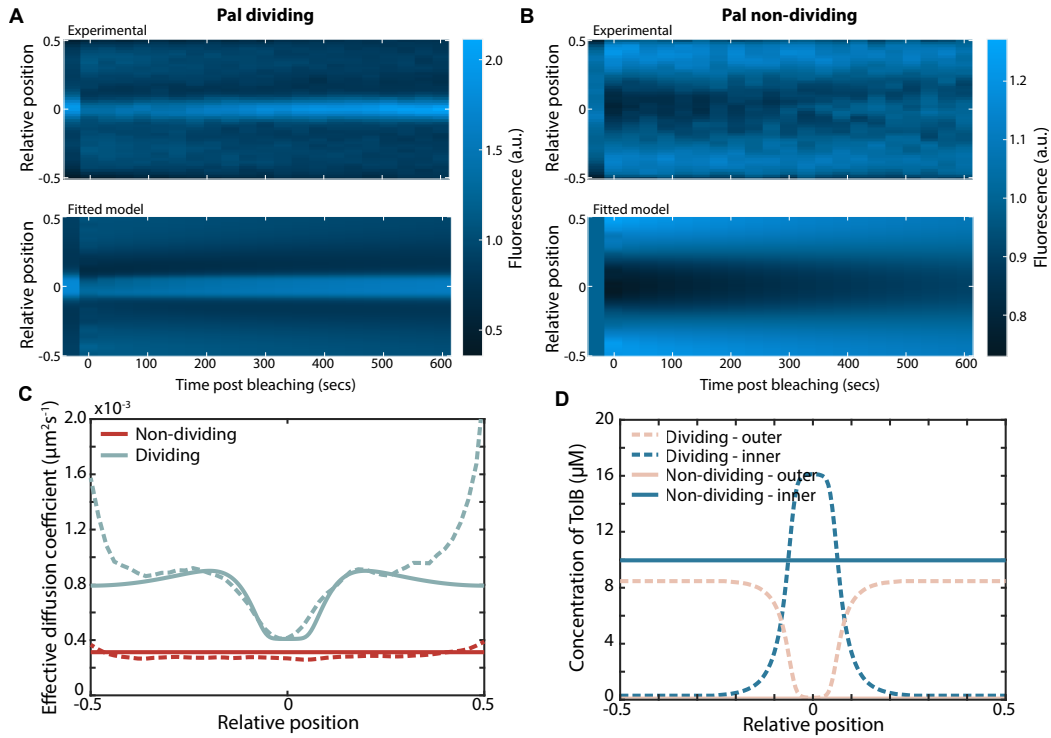 A
Pal dividing
Experimental
0.5
0
-0.5
Relative position
Fitted model
0.5
0
-0.5
Relative position
0 100 200 300 400 500 600
Time post bleaching (secs)
2.0
1.5
1.0
0.5
Fluorescence (a.u.)
B
Pal non-dividing
Experimental
0.5
0
-0.5
Relative position
Fitted model
0.5
0
-0.5
Relative position
0 100 200 300 400 500 600
Time post bleaching (secs)
1.2
1.1
1.0
0.9
0.8
Fluorescence (a.u.)
C
x10⁻³
2.0
1.6
1.2
0.8
0.4
0
Effective diffusion coefficient (μm²s⁻¹)
Non-dividing
Dividing
-0.5 0 0.5
Relative position
D
20
16
12
8
4
0
Concentration of TolB (μM)
Dividing - outer
Dividing - inner
Non-dividing - outer
Non-dividing - inner
-0.5 0 0.5
Relative position